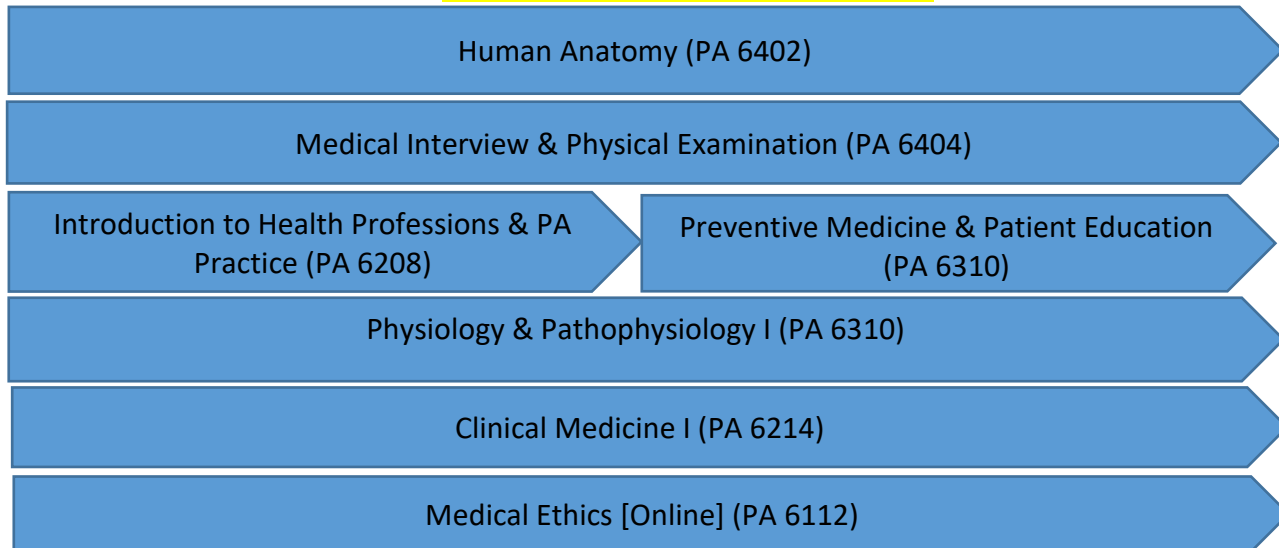 Human Anatomy (PA 6402)
Medical Interview & Physical Examination (PA 6404)
Introduction to Health Professions & PA
Practice (PA 6208)
Preventive Medicine & Patient Education
(PA 6310)
Physiology & Pathophysiology I (PA 6310)
Clinical Medicine I (PA 6214)
Medical Ethics [Online] (PA 6112)